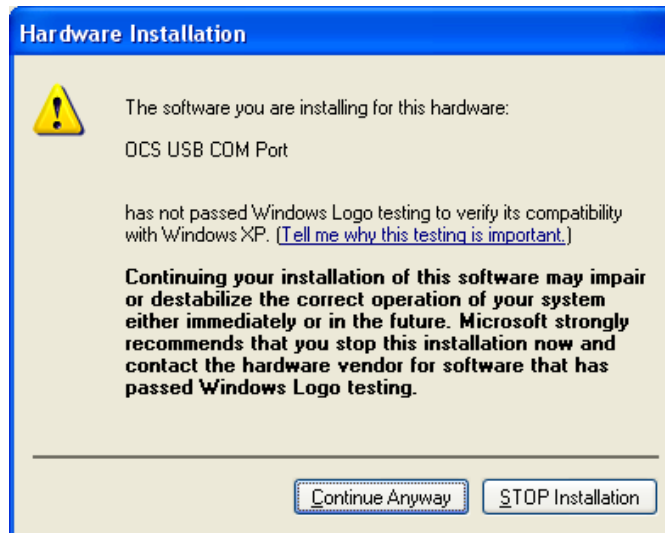 Hardware Installation
The software you are installing for this hardware:
OCS USB COM Port
has not passed Windows Logo testing to verify its compatibility
with Windows XP. (Tell me why this testing is important.)
Continuing your installation of this software may impair
or destabilize the correct operation of your system
either immediately or in the future. Microsoft strongly
recommends that you stop this installation now and
contact the hardware vendor for software that has
passed Windows Logo testing.
Continue Anyway
STOP Installation